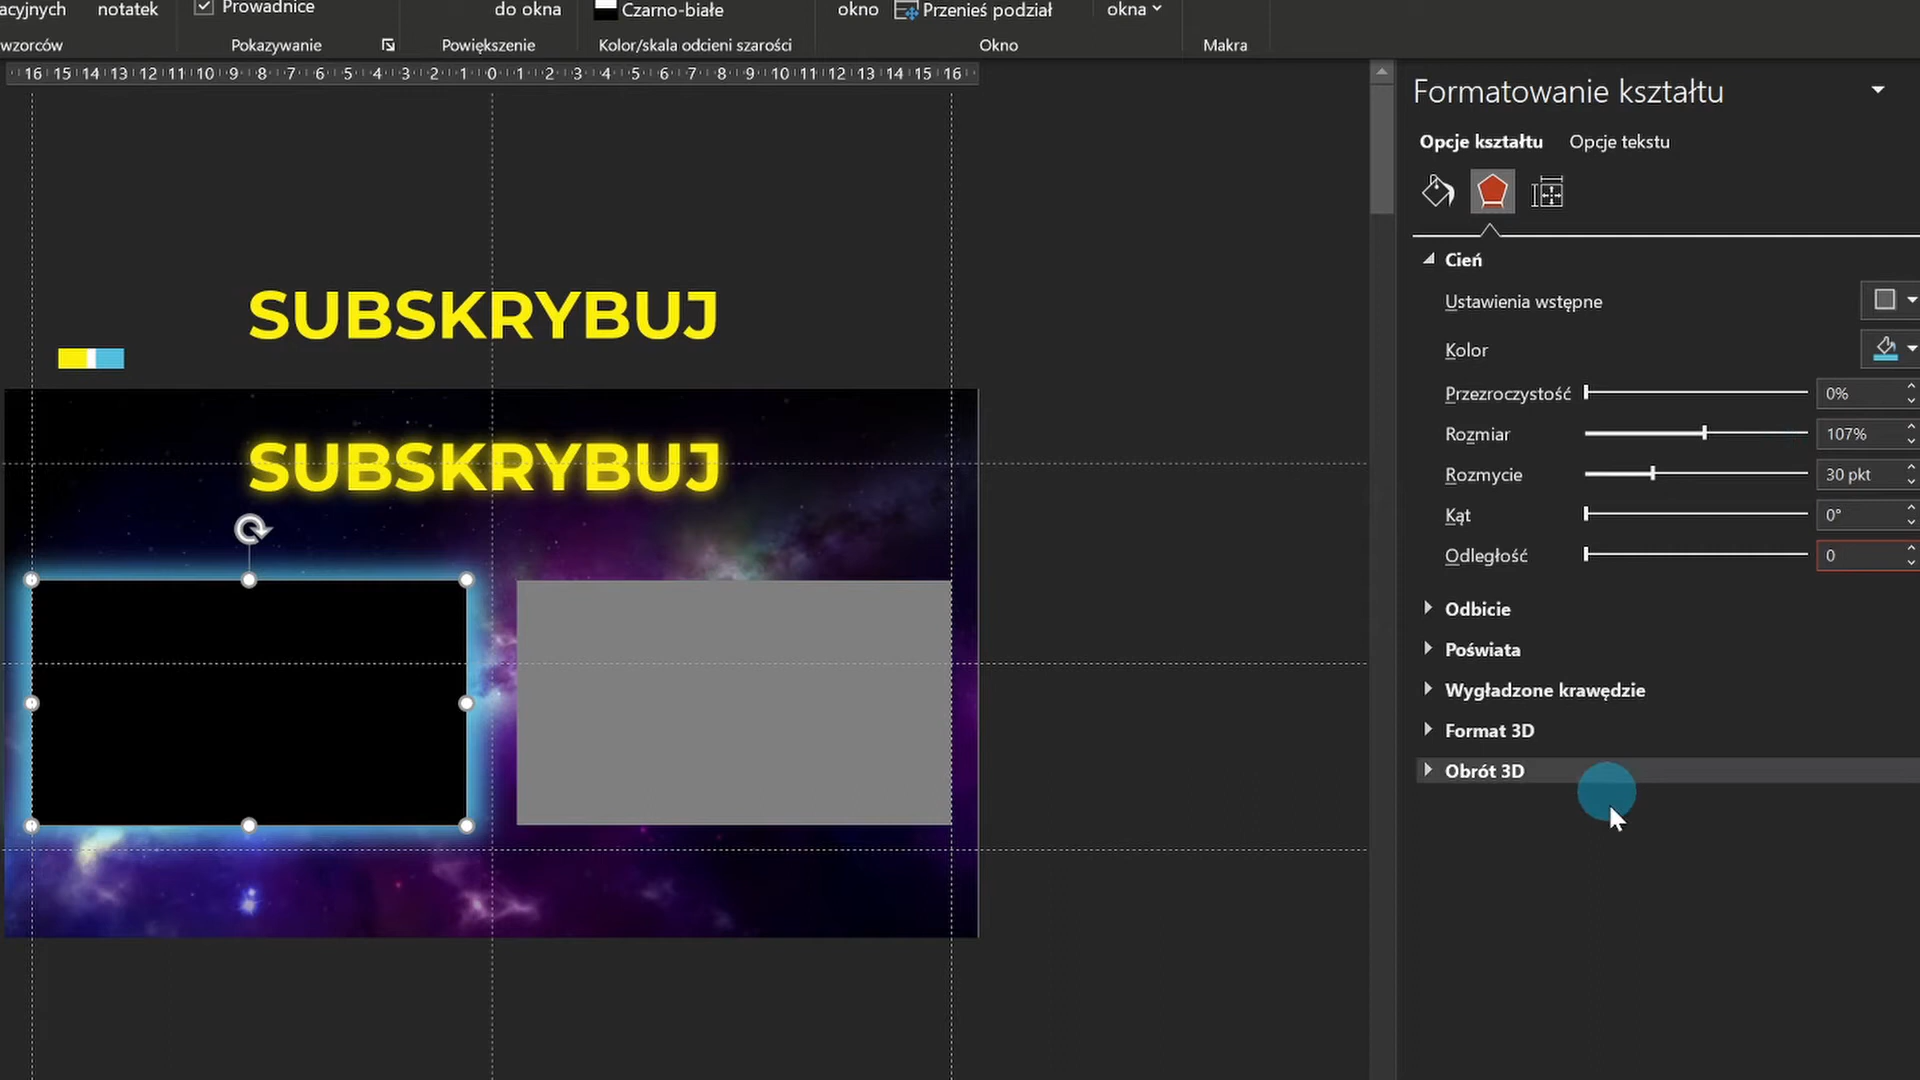 acyjnych notatek Prowadnice do okna Czarno-białe okno Przenieś podział okna
wzorców Pokazywanie Powiększenie Kolor/skala odcieni szarości Okno Makra
16 15 14 13 12 11 10 9 8 7 6 5 4 3 2 1 0 1 2 3 4 5 6 7 8 9 10 11 12 13 14 15 16
Formatowanie kształtu
Opcje kształtu Opcje tekstu
Cień
Ustawienia wstępne
Kolor
Przezroczystość 0%
Rozmiar 107%
Rozmycie 30 pkt
Kąt 0°
Odległość 0
Odbicie
Poświata
Wygładzone krawędzie
Format 3D
Obrót 3D
SUBSKRYBUJ
SUBSKRYBUJ